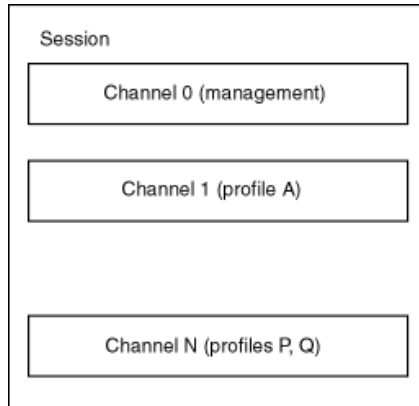 Session
Channel 0 (management)
Channel 1 (profile A)
Channel N (profiles P, Q)